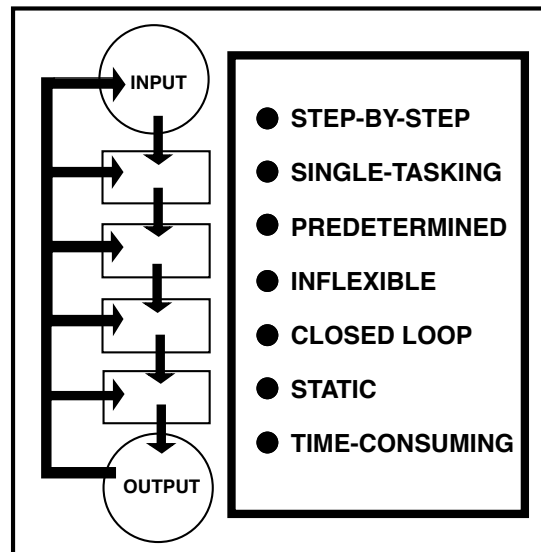 INPUT
OUTPUT
STEP-BY-STEP
SINGLE-TASKING
PREDETERMINED
INFLEXIBLE
CLOSED LOOP
STATIC
TIME-CONSUMING